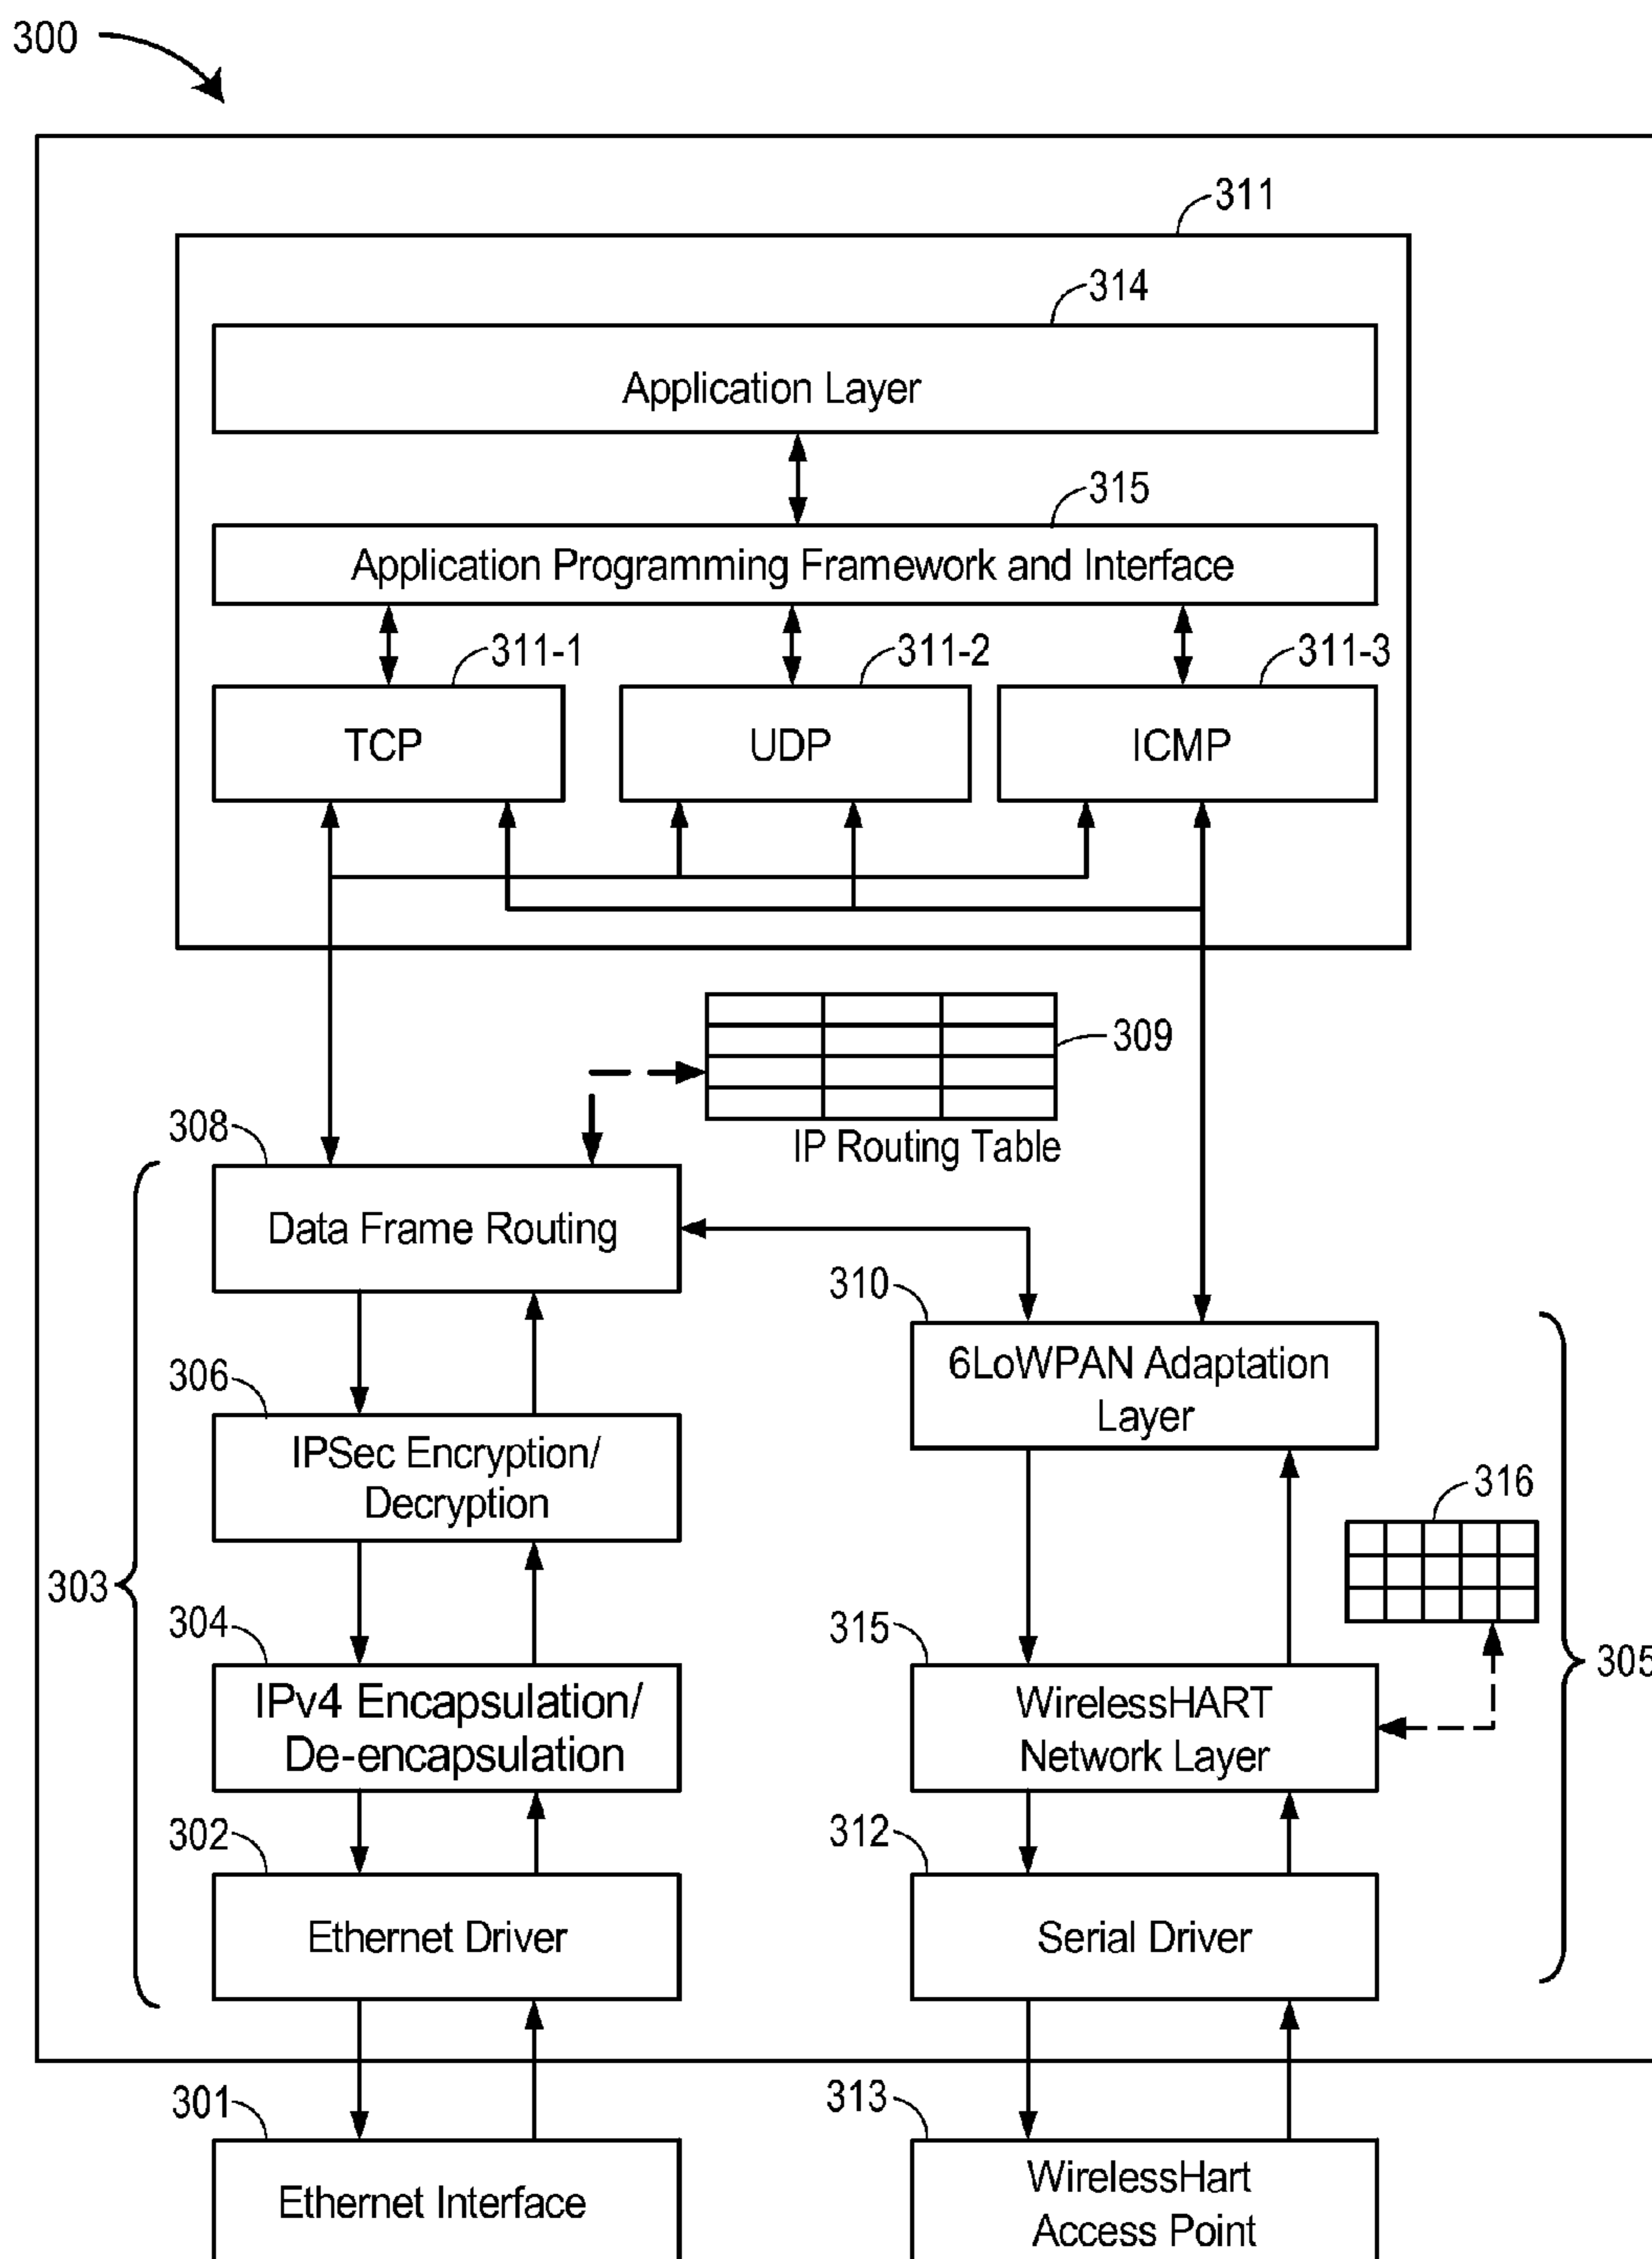 300
311
314
Application Layer
315
Application Programming Framework and Interface
311-1
311-2
311-3
TCP
UDP
ICMP
309
IP Routing Table
308
Data Frame Routing
310
6LoWPAN Adaptation
Layer
306
IPSec Encryption/
Decryption
316
303
304
IPv4 Encapsulation/
De-encapsulation
315
WirelessHART
Network Layer
305
302
Ethernet Driver
312
Serial Driver
301
Ethernet Interface
313
WirelessHart
Access Point